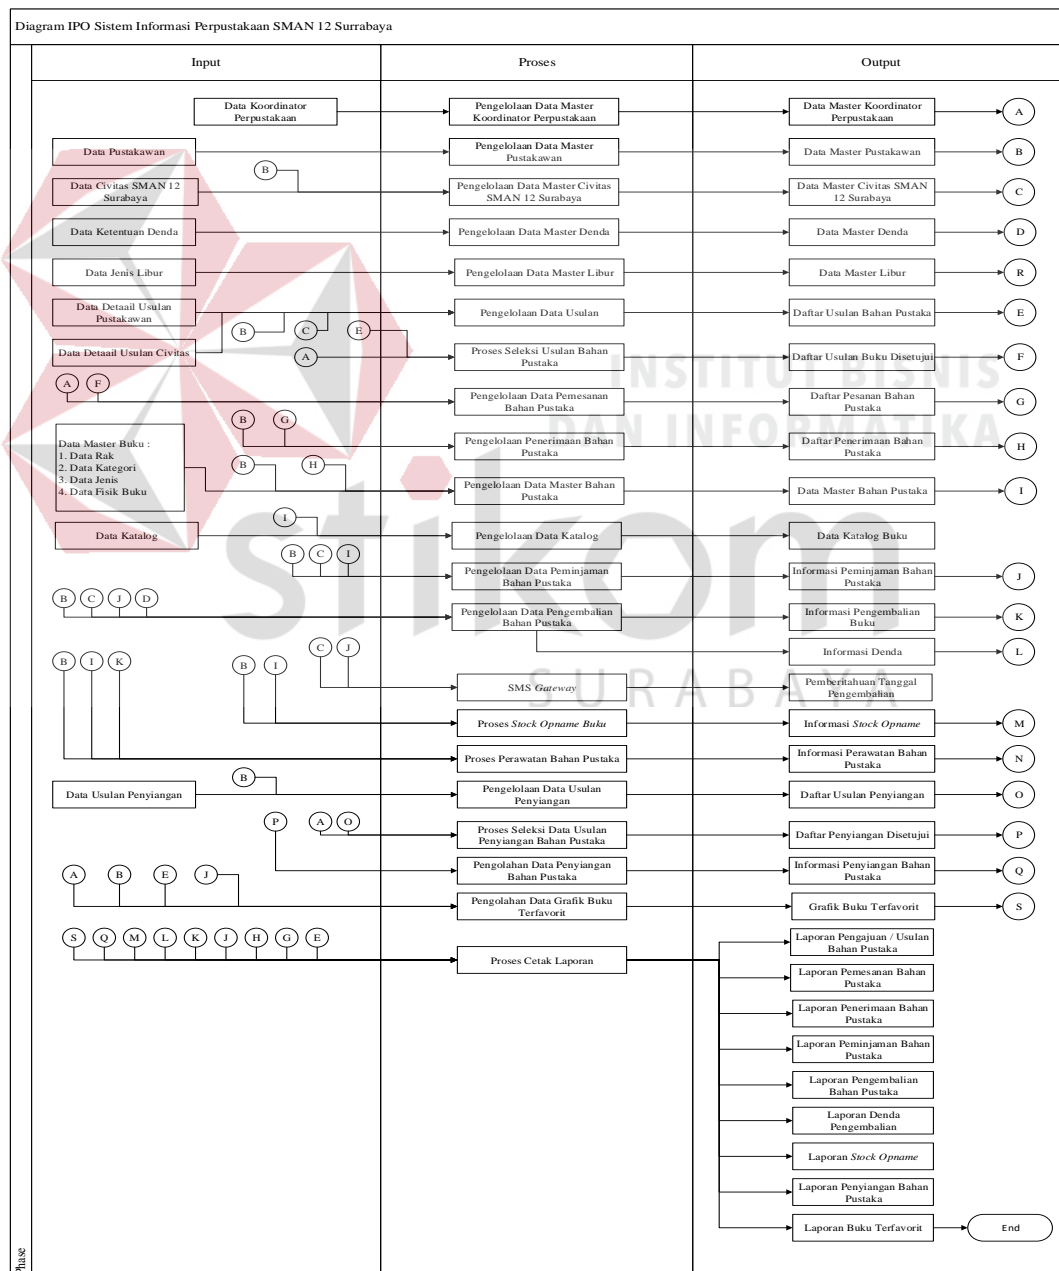 Diagram IPO Sistem Informasi Perpustakaan SMAN 12 Surrabaya
Input
Proses
Output
Data Koordinator
Perpustakaan
Pengelolaan Data Master
Koordinator Perpustakaan
Data Master Koordinator
Perpustakaan
A
Data Pustakawan
Pengelolaan Data Master
Pustakawan
Data Master Pustakawan
B
B
Data Civitas SMAN 12
Surabaya
Pengelolaan Data Master Civitas
SMAN 12 Surabaya
Data Master Civitas SMAN
12 Surabaya
C
Data Ketentuan Denda
Pengelolaan Data Master Denda
Data Master Denda
D
Data Jenis Libur
Pengelolaan Data Master Libur
Data Master Libur
R
Data Detaail Usulan
Pustakawan
Pengelolaan Data Usulan
Daftar Usulan Bahan Pustaka
E
B
C
E
Data Detaail Usulan Civitas
A
Proses Seleksi Usulan Bahan
Pustaka
Daftar Usulan Buku Disetujui
F
INSTITUT BISNIS
DAN INFORMATIKA
A
F
Pengelolaan Data Pemesanan
Bahan Pustaka
Daftar Pesanan Bahan
Pustaka
G
B
G
Pengelolaan Penerimaan Bahan
Pustaka
Daftar Penerimaan Bahan
Pustaka
H
Data Master Buku :
1. Data Rak
2. Data Kategori
3. Data Jenis
4. Data Fisik Buku
B
H
Pengelolaan Data Master Bahan
Pustaka
Data Master Bahan Pustaka
I
I
Data Katalog
Pengelolaan Data Katalog
Data Katalog Buku
stikom
B
C
I
Pengelolaan Data Peminjaman
Bahan Pustaka
Informasi Peminjaman Bahan
Pustaka
J
B
C
J
D
Pengelolaan Data Pengembalian
Bahan Pustaka
Informasi Pengembalian
Buku
K
Informasi Denda
L
SURABAYA
C
J
SMS Gateway
Pemberitahuan Tanggal
Pengembalian
B
I
K
B
I
Proses Stock Opname Buku
Informasi Stock Opname
M
Proses Perawatan Bahan Pustaka
Informasi Perawatan Bahan
Pustaka
N
B
Data Usulan Penyiangan
Pengelolaan Data Usulan
Penyiangan
Daftar Usulan Penyiangan
O
P
A
O
Proses Seleksi Data Usulan
Penyiangan Bahan Pustaka
Daftar Penyiangan Disetujui
P
Pengolahan Data Penyiangan
Bahan Pustaka
Informasi Penyiangan Bahan
Pustaka
Q
A
B
E
J
Pengolahan Data Grafik Buku
Terfavorit
Grafik Buku Terfavorit
S
S
Q
M
L
K
J
H
G
E
Proses Cetak Laporan
Laporan Pengajuan / Usulan
Bahan Pustaka
Laporan Pemesanan Bahan
Pustaka
Laporan Penerimaan Bahan
Pustaka
Laporan Peminjaman Bahan
Pustaka
Laporan Pengembalian
Bahan Pustaka
Laporan Denda
Pengembalian
Laporan Stock Opname
Laporan Penyiangan Bahan
Pustaka
Laporan Buku Terfavorit
End
Phase